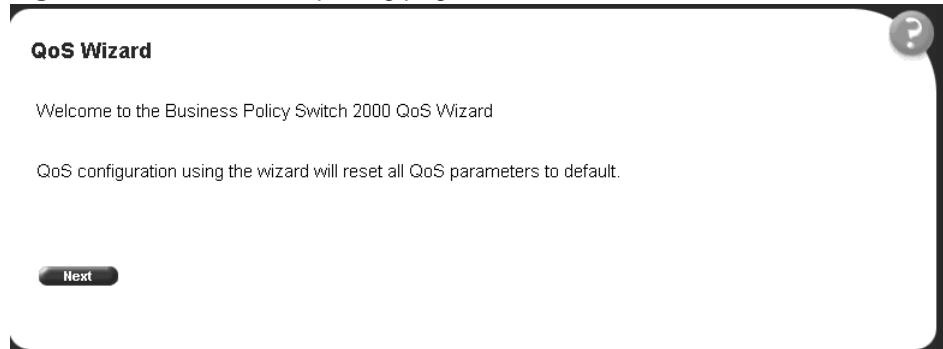 QoS Wizard
Welcome to the Business Policy Switch 2000 QoS Wizard
QoS configuration using the wizard will reset all QoS parameters to default.
Next